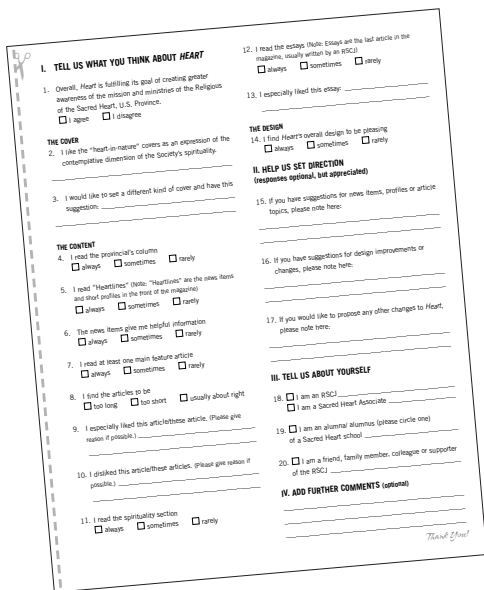 I. TELL US WHAT YOU THINK ABOUT HEART
1. Overall, Heart is fulfilling its goal of creating greater
awareness of the mission and ministries of the Religious
of the Sacred Heart, U.S. Province.
I agree I disagree
THE COVER
2. I like the "heart-in-nature" covers as an expression of the
contemplative dimension of the Society's spirituality.
3. I would like to see a different kind of cover and have this
suggestion:
THE CONTENT
4. I read the provincial's column
always sometimes rarely
5. I read "Heartlines" (Note: "Heartlines" are the news items
and short profiles in the front of the magazine)
always sometimes rarely
6. The news items give me helpful information
always sometimes rarely
7. I read at least one main feature article
always sometimes rarely
8. I find the articles to be
too long too short usually about right
9. I especially liked this article/these articles. (Please give
reason if possible.)
10. I disliked this article/these articles. (Please give reason if
possible.)
11. I read the spirituality section
always sometimes rarely
12. I read the essays (Note: Essays are the last article in the
magazine, usually written by an RSCJ)
always sometimes rarely
13. I especially liked this essay:
THE DESIGN
14. I find Heart's overall design to be pleasing
always sometimes rarely
II. HELP US SET DIRECTION
(responses optional, but appreciated)
15. If you have suggestions for news items, profiles or article
topics, please note here:
16. If you have suggestions for design improvements or
changes, please note here:
17. If you would like to propose any other changes to Heart,
please note here:
III. TELL US ABOUT YOURSELF
18. I am an RSCJ
I am a Sacred Heart Associate
19. I am an alumna/ alumnus (please circle one)
of a Sacred Heart school
20. I am a friend, family member, colleague or supporter
of the RSCJ
IV. ADD FURTHER COMMENTS (optional)
Thank You!